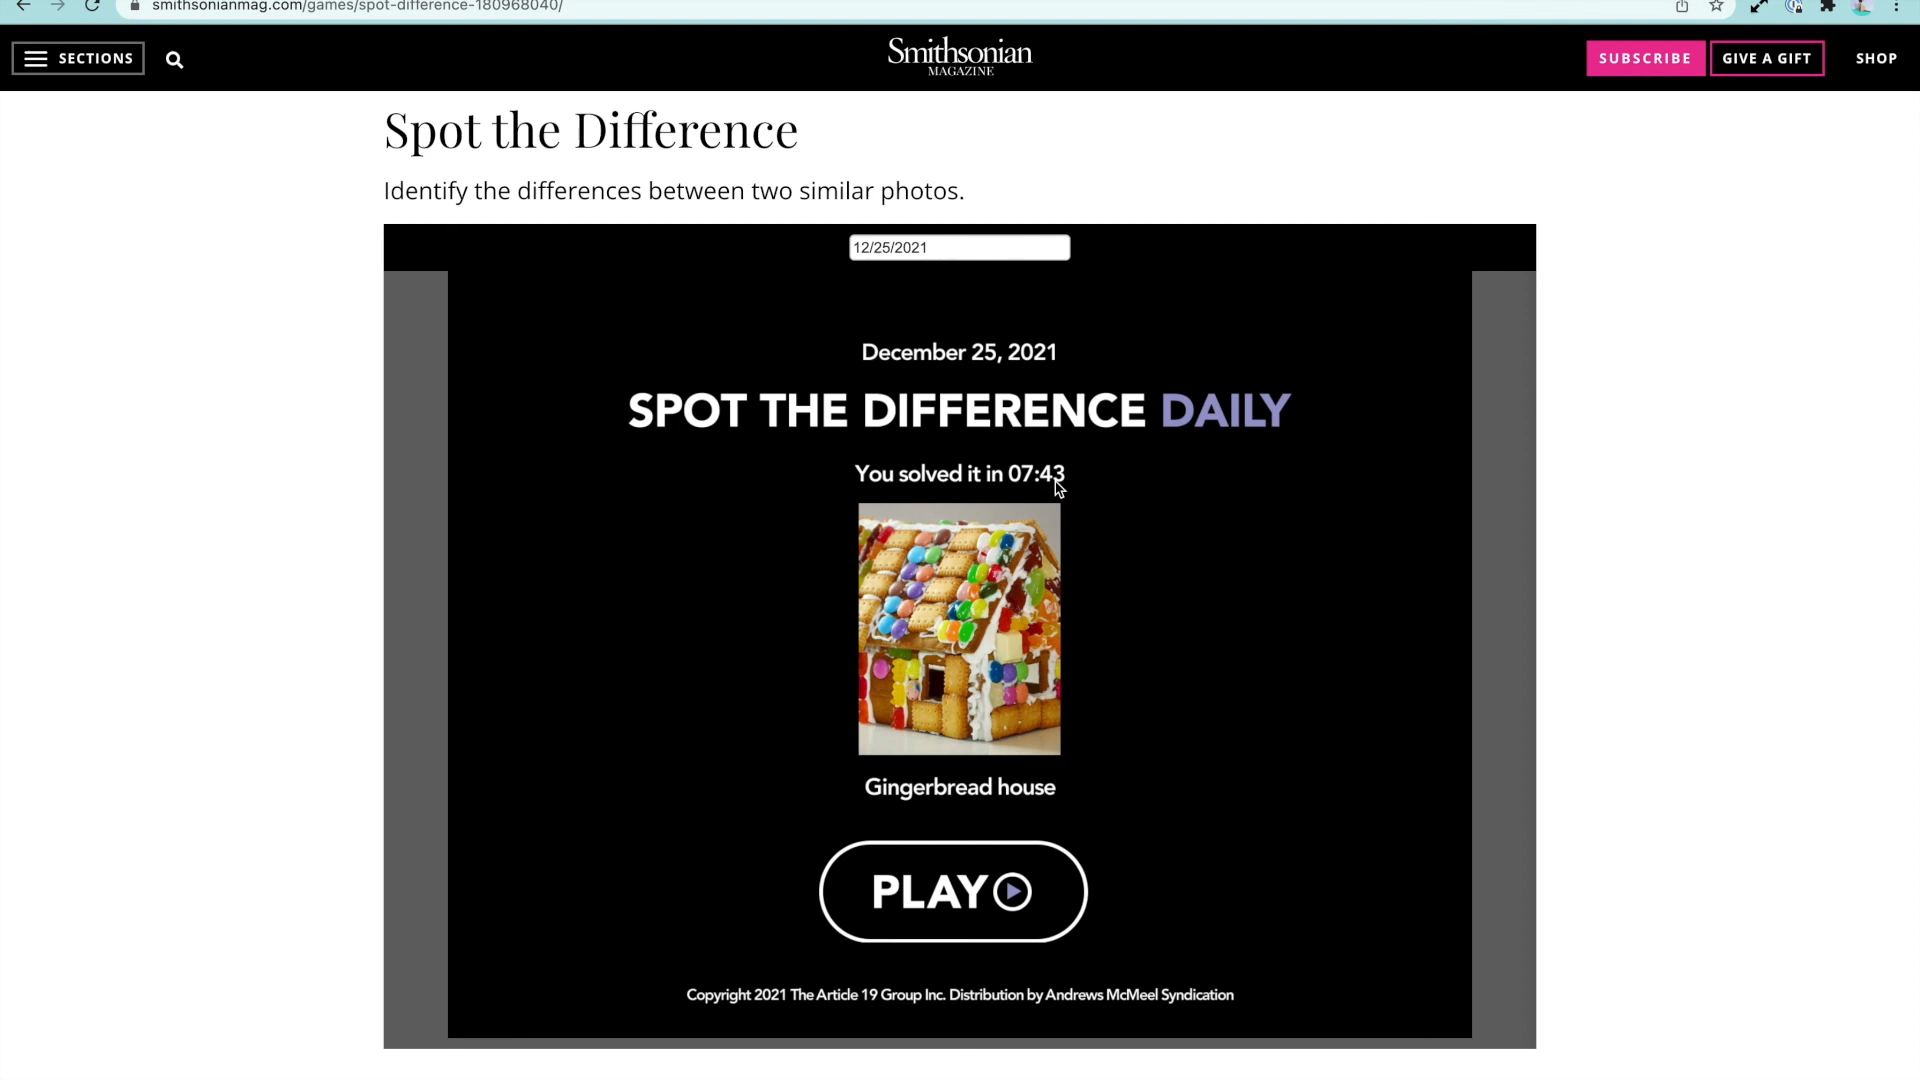 smithsonianmag.com/games/spot-difference-180968040/
SECTIONS
Smithsonian
MAGAZINE
SUBSCRIBE
GIVE A GIFT
SHOP
Spot the Difference
Identify the differences between two similar photos.
12/25/2021
December 25, 2021
SPOT THE DIFFERENCE DAILY
You solved it in 07:43
Gingerbread house
PLAY
Copyright 2021 The Article 19 Group Inc. Distribution by Andrews McMeel Syndication